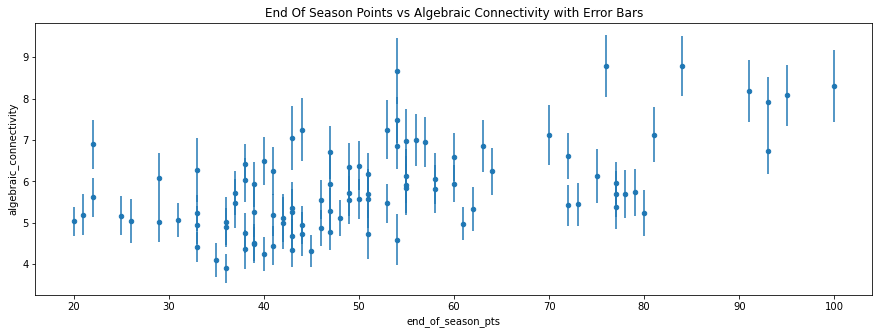 End Of Season Points vs Algebraic Connectivity with Error Bars
algebraic_connectivity
9
8
7
6
5
4
20 30 40 50 60 70 80 90 100
end_of_season_pts